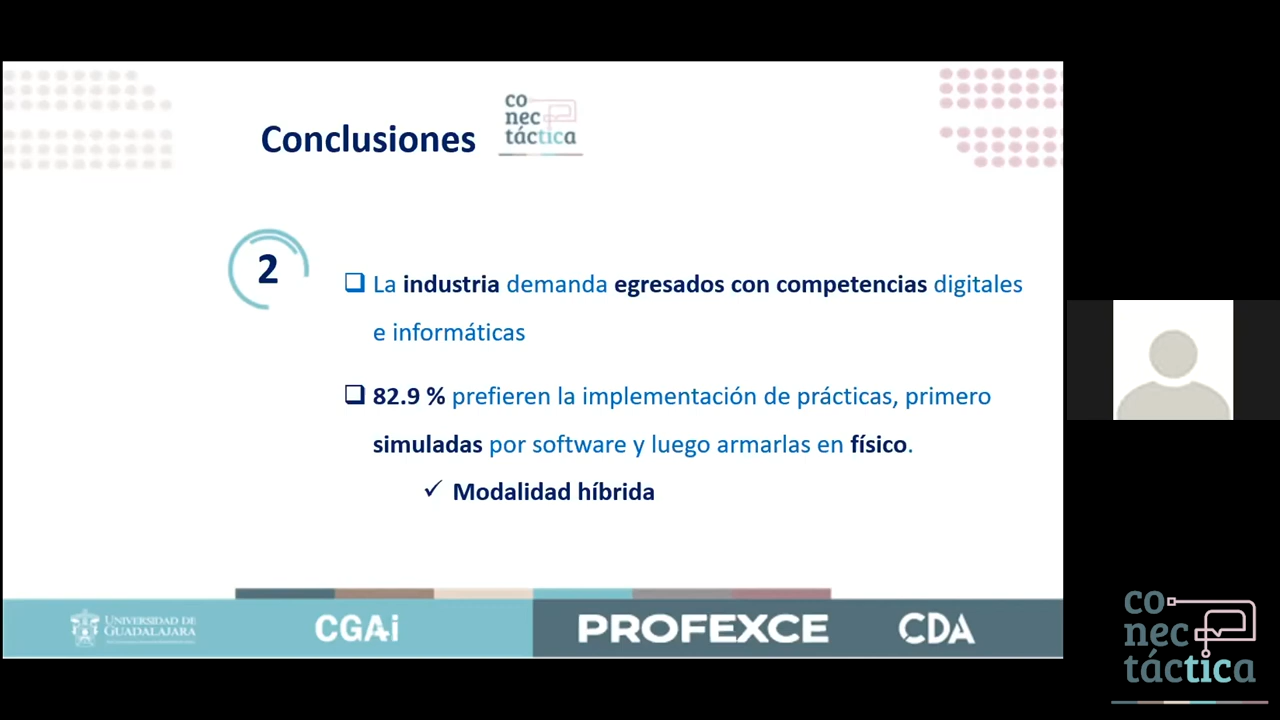 Conclusiones
co
nec
táctica
2
La industria demanda egresados con competencias digitales
e informáticas
82.9 % prefieren la implementación de prácticas, primero
simuladas por software y luego armarlas en físico.
Modalidad híbrida
UNIVERSIDAD DE
GUADALAJARA
CGAi
PROFEXCE
CDA
co
nec
táctica